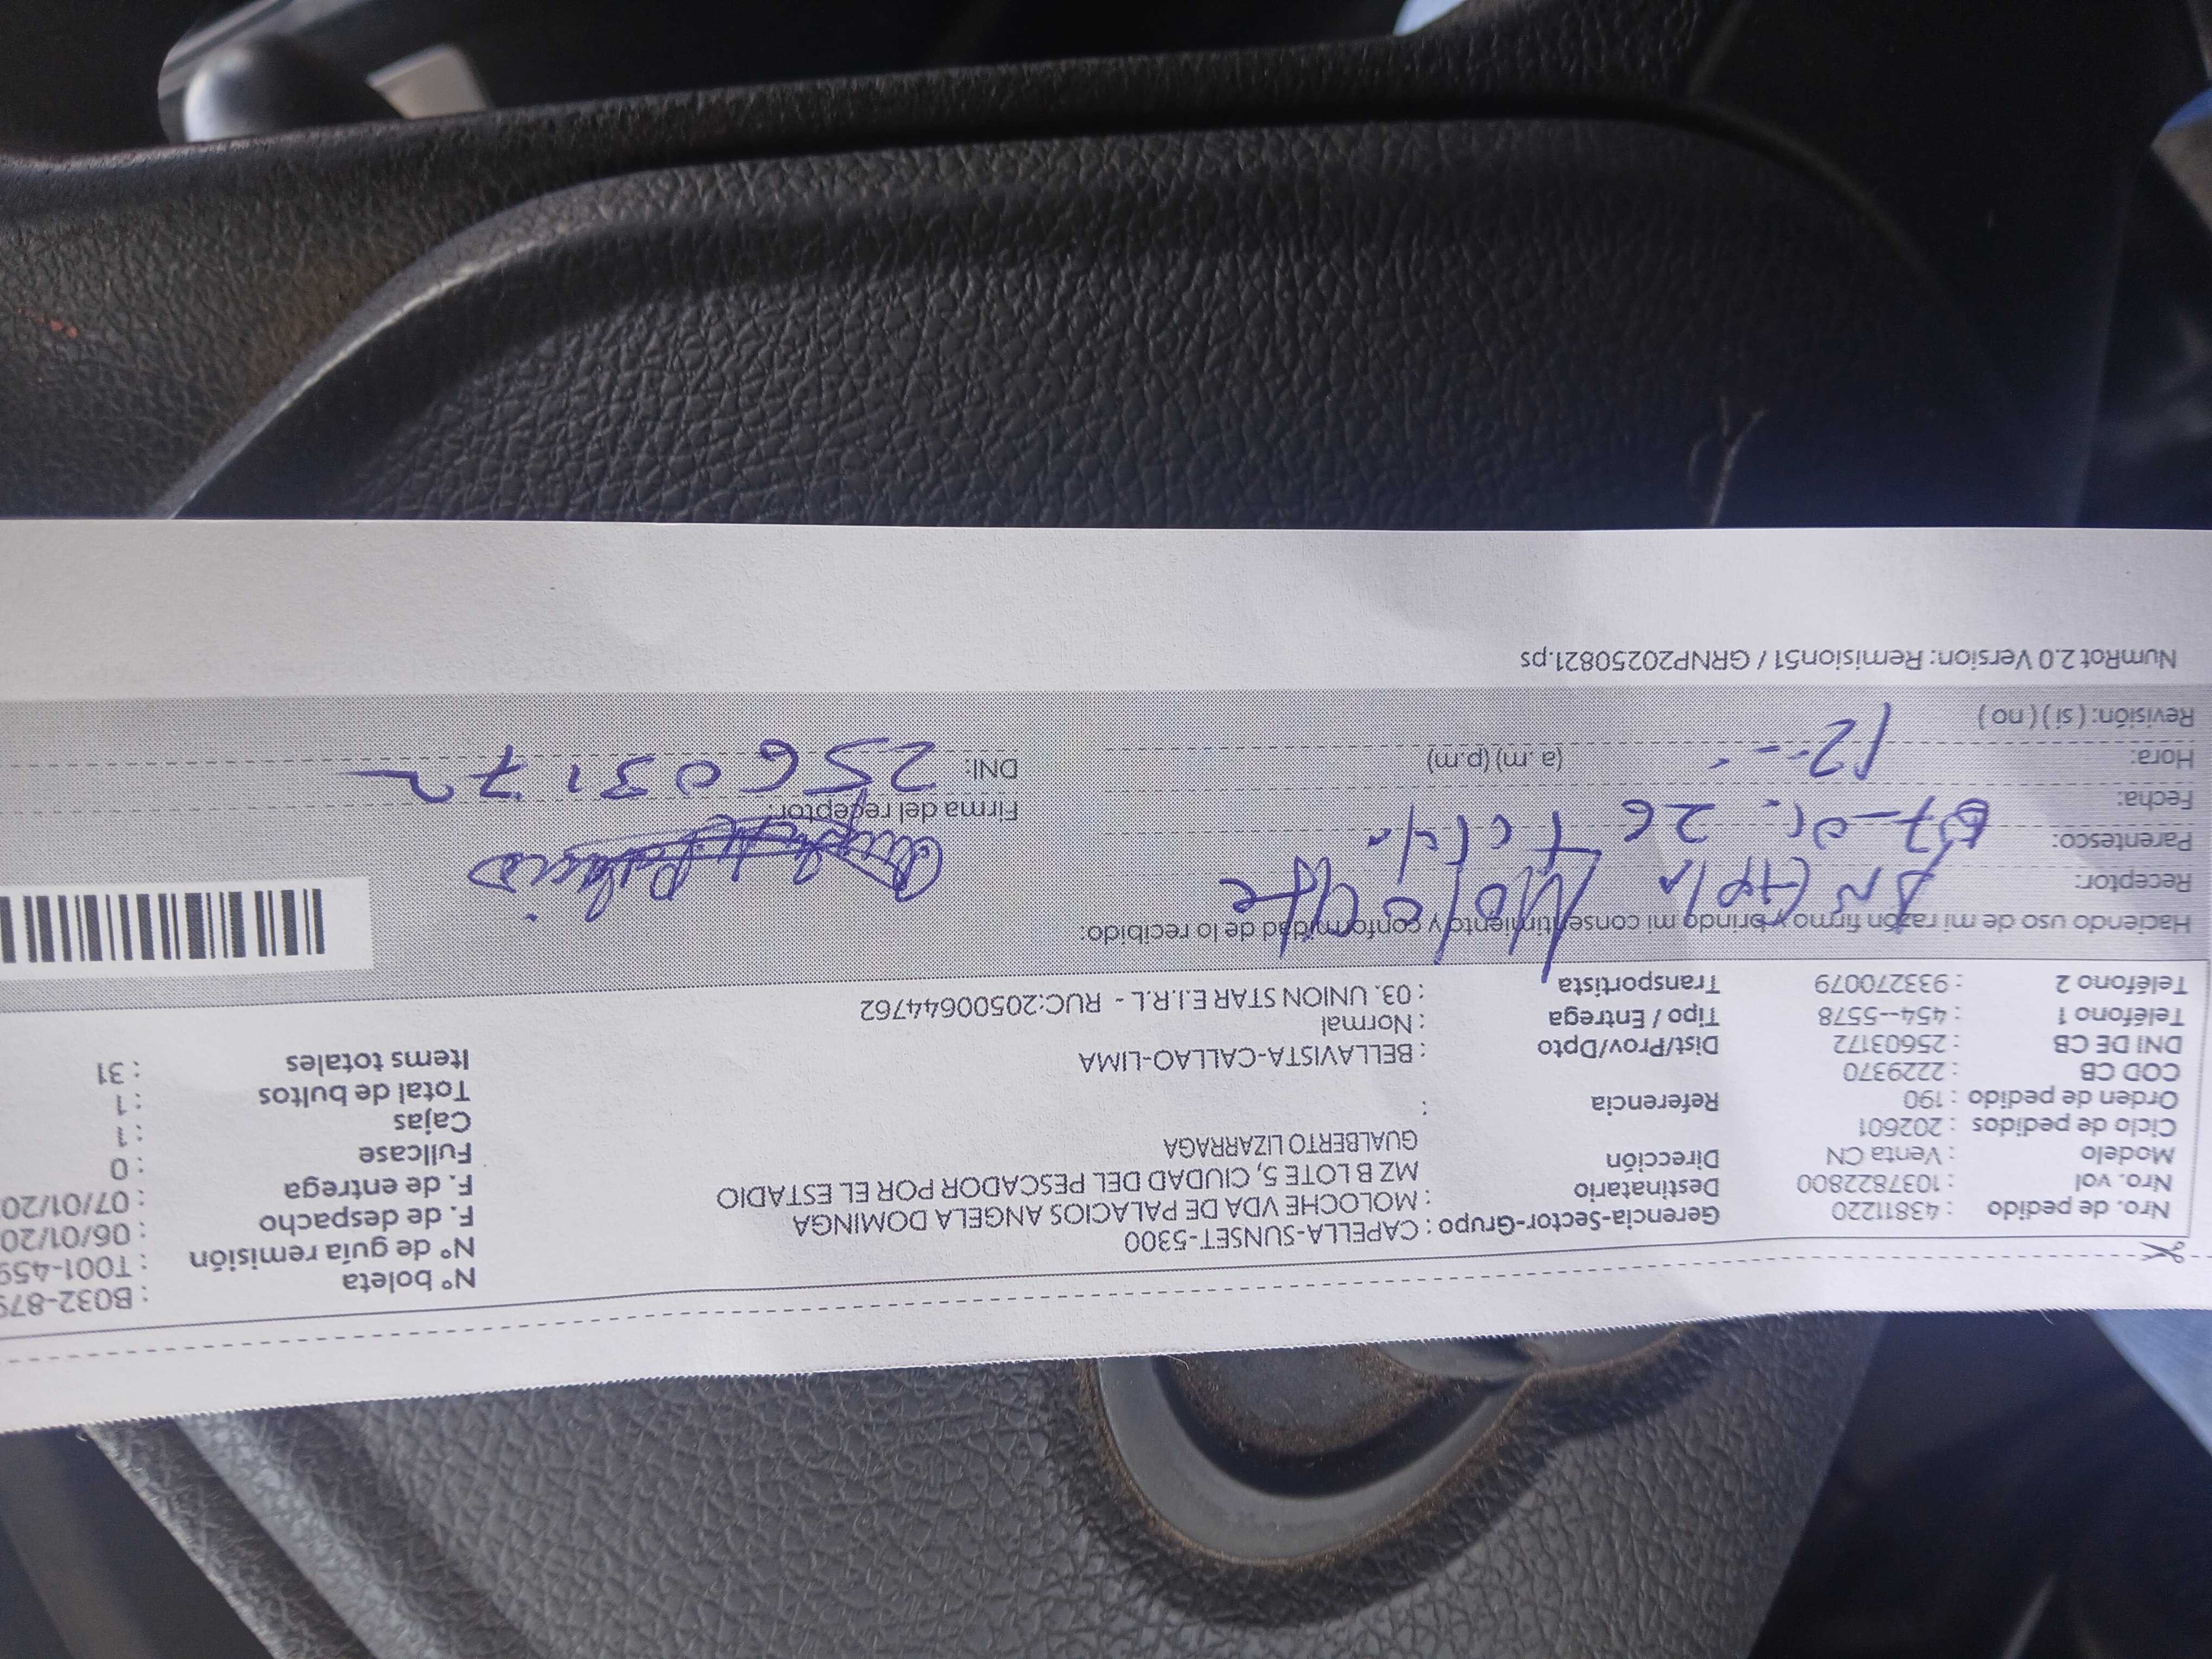 Nro. de pedido : 43811220
Nro. vol : 1037822800
Modelo : Venta CN
Ciclo de pedidos : 202601
Orden de pedido : 190
COD CB : 2229370
DNI DE CB : 25603172
Teléfono 1 : 454--5578
Teléfono 2 : 933270079
Gerencia-Sector-Grupo : CAPELLA-SUNSET-5300
Destinatario : MOLOCHE VDA DE PALACIOS ANGELA DOMINGA
Dirección MZ B LOTE 5, CIUDAD DEL PESCADOR POR EL ESTADIO
GUALBERTO LIZARRAGA
Referencia :
Dist/Prov/Dpto : BELLAVISTA-CALLAO-LIMA
Tipo / Entrega : Normal
Transportista : 03. UNION STAR E.I.R.L - RUC:20500644762
N° boleta : B032-879
N° de guía remisión : T001-459
F. de despacho : 06/01/20
F. de entrega : 07/01/20
Fullcase : 0
Cajas : 1
Total de bultos : 1
Items totales : 31
Haciendo uso de mi razón firmo y brindo mi consentimiento y conformidad de lo recibido:
Receptor: Moloche
Parentesco:
Fecha: 07-01-26
Hora: 12 (a.m) (p.m)
Revisión: ( si ) ( no )
Firma del receptor:
DNI: 25603172
NumRot 2.0 Version: Remision51 / GRNP20250821.ps